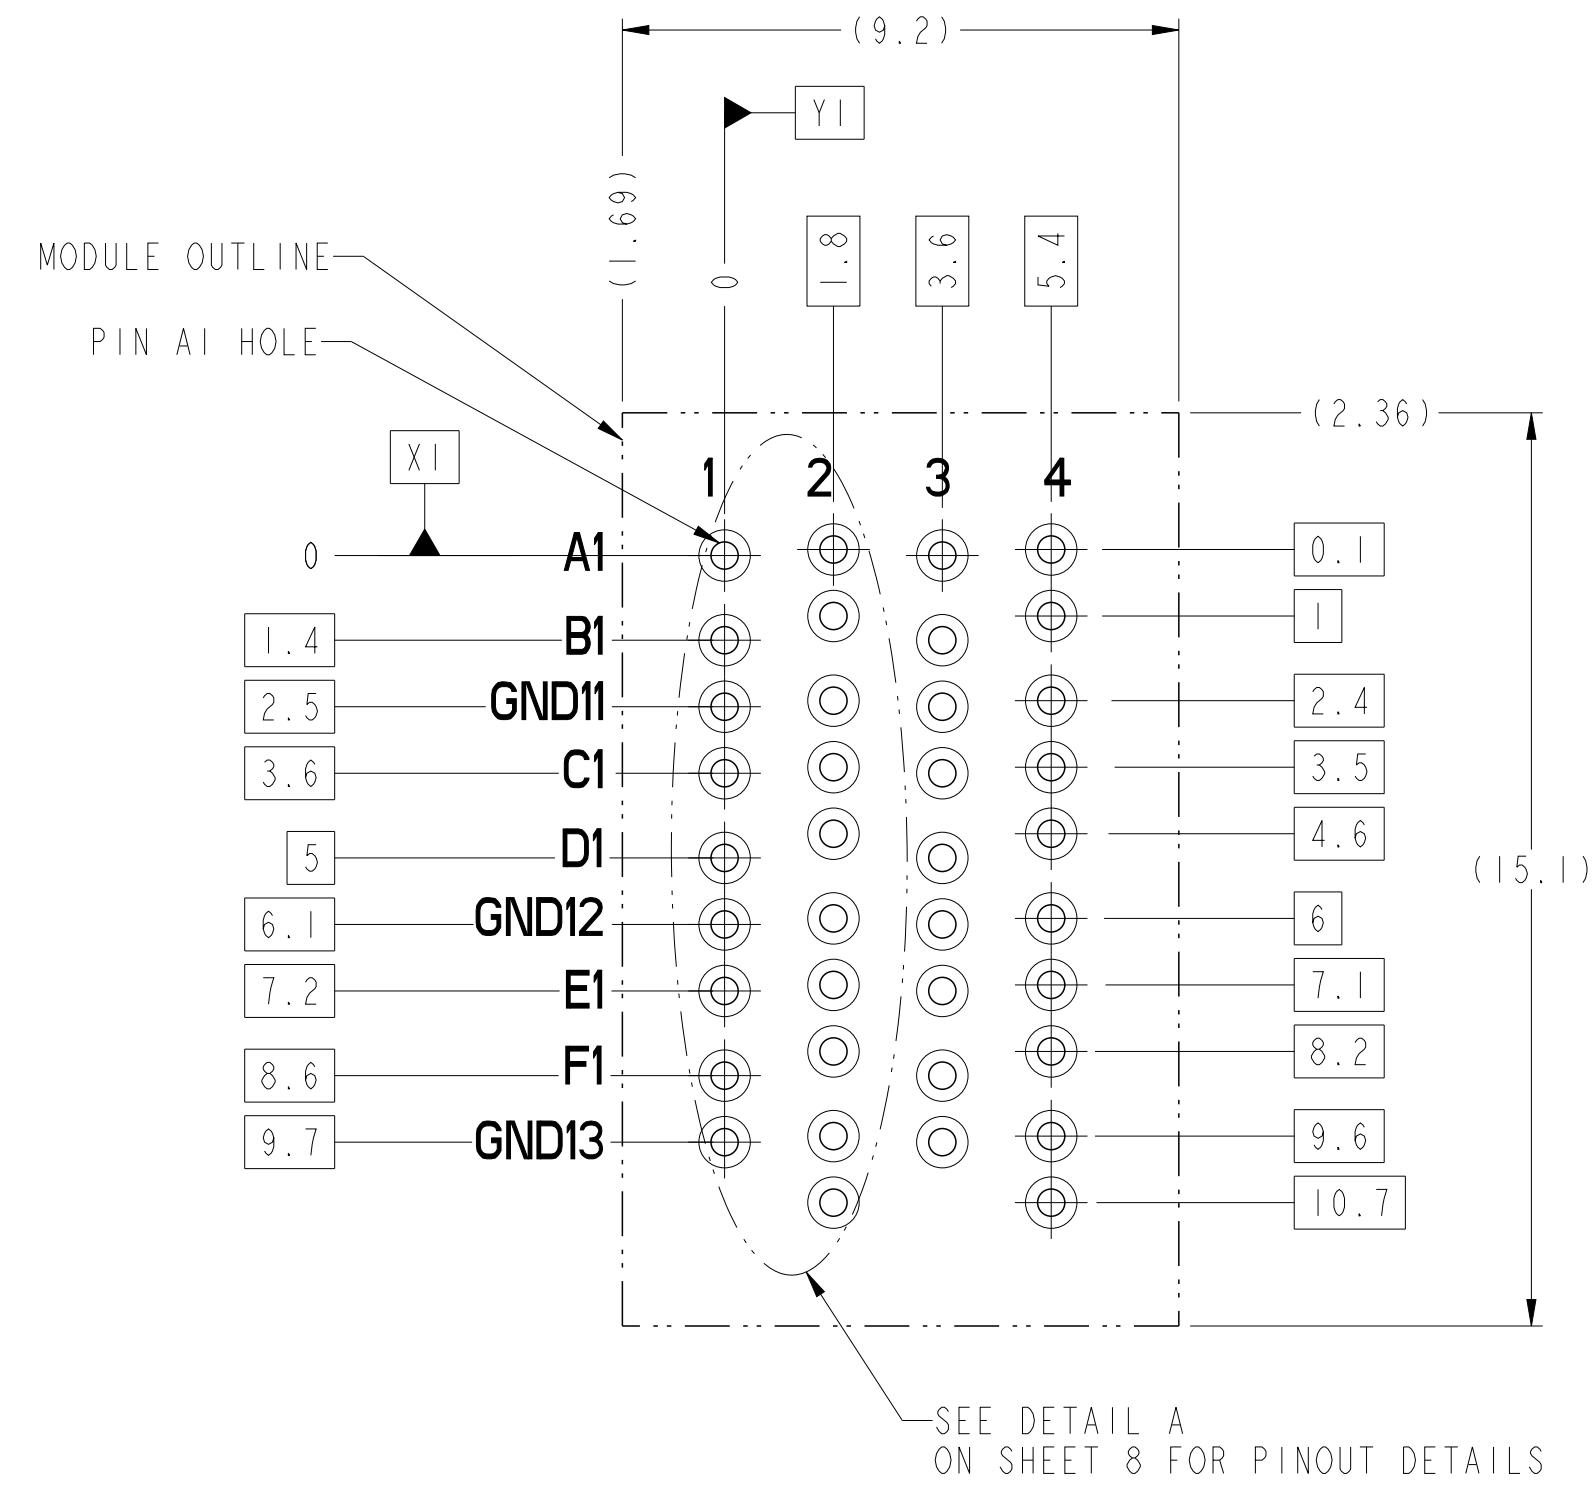 (9.2)
Y1
(1.69)
0
1.8
3.6
5.4
MODULE OUTLINE
PIN A1 HOLE
(2.36)
X1
1 2 3 4
0 A1 0.1
1
1.4 B1
2.5 GND11 2.4
3.6 C1 3.5
4.6
5 D1
(15.1)
6.1 GND12 6
7.2 E1 7.1
8.2
8.6 F1
9.7 GND13 9.6
10.7
SEE DETAIL A
ON SHEET 8 FOR PINOUT DETAILS